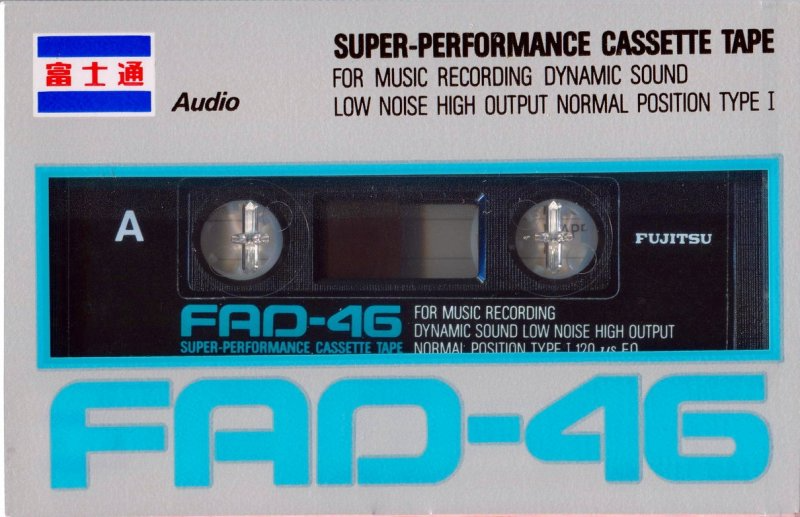 富士通
Audio
SUPER-PERFORMANCE CASSETTE TAPE
FOR MUSIC RECORDING DYNAMIC SOUND
LOW NOISE HIGH OUTPUT NORMAL POSITION TYPE I
A
FUJITSU
FAD-46
SUPER-PERFORMANCE CASSETTE TAPE
FOR MUSIC RECORDING
DYNAMIC SOUND LOW NOISE HIGH OUTPUT
NORMAL POSITION TYPE I 120 µs EQ
FAD-46